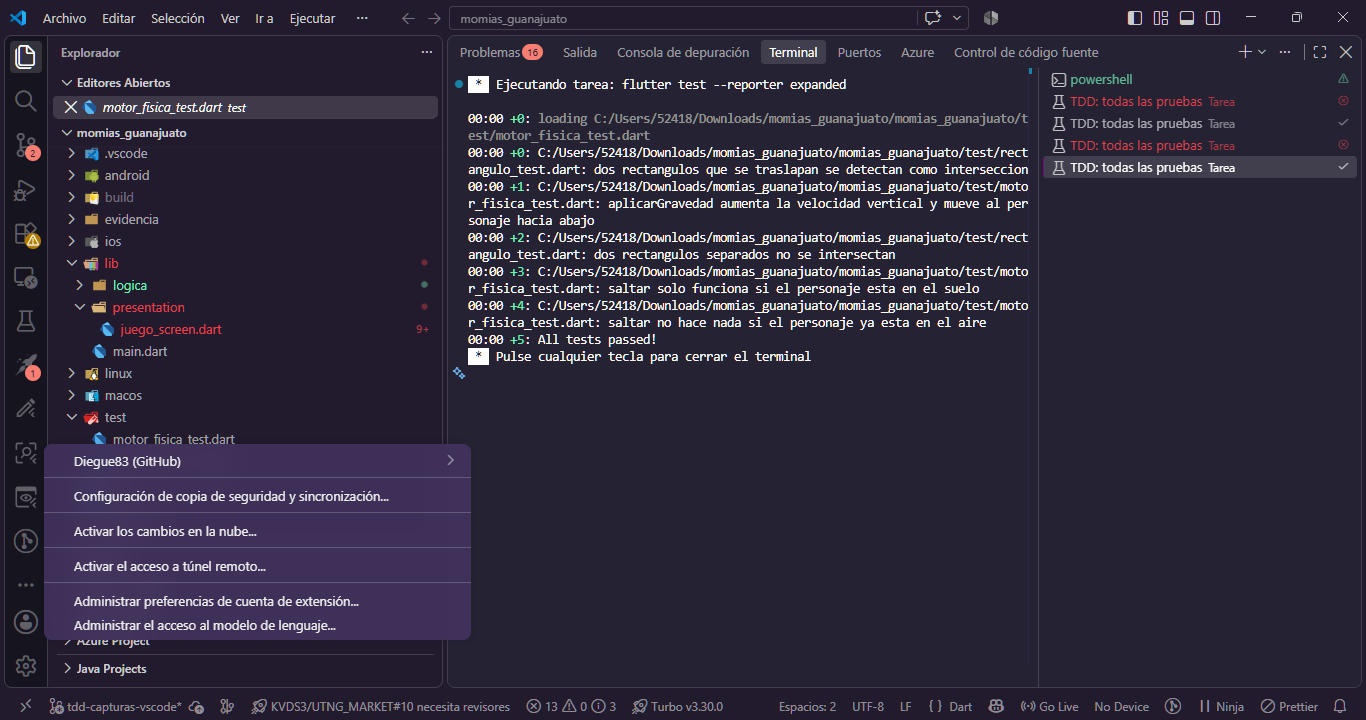 Archivo Editar Selección Ver Ir a Ejecutar ··· momias_guanajuato
Explorador ···
Editores Abiertos
motor_fisica_test.dart test
momias_guanajuato
.vscode
android
build
evidencia
ios
lib
logica
presentation
juego_screen.dart 9+
main.dart
linux
macos
test
motor_fisica_test.dart
2
1
Diegue83 (GitHub)
Configuración de copia de seguridad y sincronización...
Activar los cambios en la nube...
Activar el acceso a túnel remoto...
Administrar preferencias de cuenta de extensión...
Administrar el acceso al modelo de lenguaje...
Azure Project
Java Projects
Problemas 16 Salida Consola de depuración Terminal Puertos Azure Control de código fuente
* Ejecutando tarea: flutter test --reporter expanded
00:00 +0: loading C:/Users/52418/Downloads/momias_guanajuato/momias_guanajuato/t
est/motor_fisica_test.dart
00:00 +0: C:/Users/52418/Downloads/momias_guanajuato/momias_guanajuato/test/rect
angulo_test.dart: dos rectangulos que se traslapan se detectan como interseccion
00:00 +1: C:/Users/52418/Downloads/momias_guanajuato/momias_guanajuato/test/moto
r_fisica_test.dart: aplicarGravedad aumenta la velocidad vertical y mueve al per
sonaje hacia abajo
00:00 +2: C:/Users/52418/Downloads/momias_guanajuato/momias_guanajuato/test/rect
angulo_test.dart: dos rectangulos separados no se intersectan
00:00 +3: C:/Users/52418/Downloads/momias_guanajuato/momias_guanajuato/test/moto
r_fisica_test.dart: saltar solo funciona si el personaje esta en el suelo
00:00 +4: C:/Users/52418/Downloads/momias_guanajuato/momias_guanajuato/test/moto
r_fisica_test.dart: saltar no hace nada si el personaje ya esta en el aire
00:00 +5: All tests passed!
* Pulse cualquier tecla para cerrar el terminal
powershell
TDD: todas las pruebas Tarea
TDD: todas las pruebas Tarea
TDD: todas las pruebas Tarea
TDD: todas las pruebas Tarea
tdd-capturas-vscode* KVDS3/UTNG_MARKET#10 necesita revisores 13 0 3 Turbo v3.30.0 Espacios: 2 UTF-8 LF { } Dart Go Live No Device Ninja Prettier